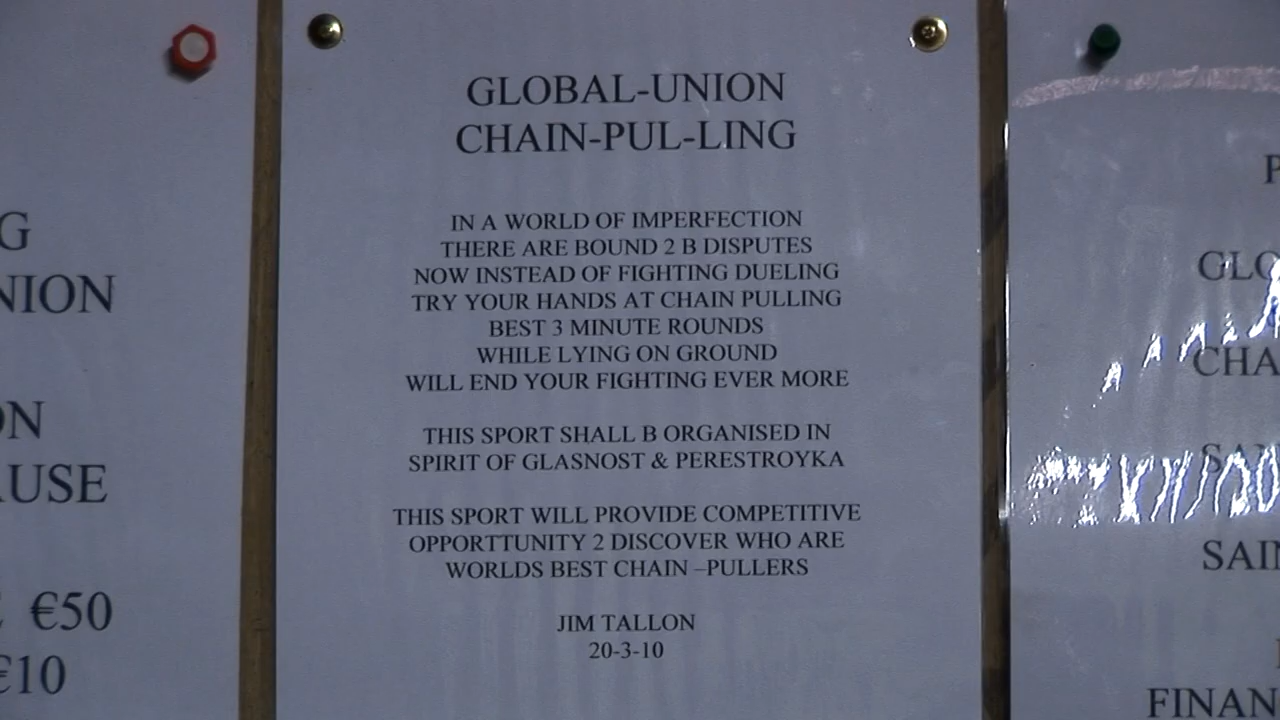 GLOBAL-UNION
CHAIN-PUL-LING
IN A WORLD OF IMPERFECTION
THERE ARE BOUND 2 B DISPUTES
NOW INSTEAD OF FIGHTING DUELING
TRY YOUR HANDS AT CHAIN PULLING
BEST 3 MINUTE ROUNDS
WHILE LYING ON GROUND
WILL END YOUR FIGHTING EVER MORE
THIS SPORT SHALL B ORGANISED IN
SPIRIT OF GLASNOST & PERESTROYKA
THIS SPORT WILL PROVIDE COMPETITIVE
OPPORTTUNITY 2 DISCOVER WHO ARE
WORLDS BEST CHAIN –PULLERS
JIM TALLON
20-3-10
G
NION
ON
AUSE
€50
€10
P
GLO
CHA
SAI
FINAN